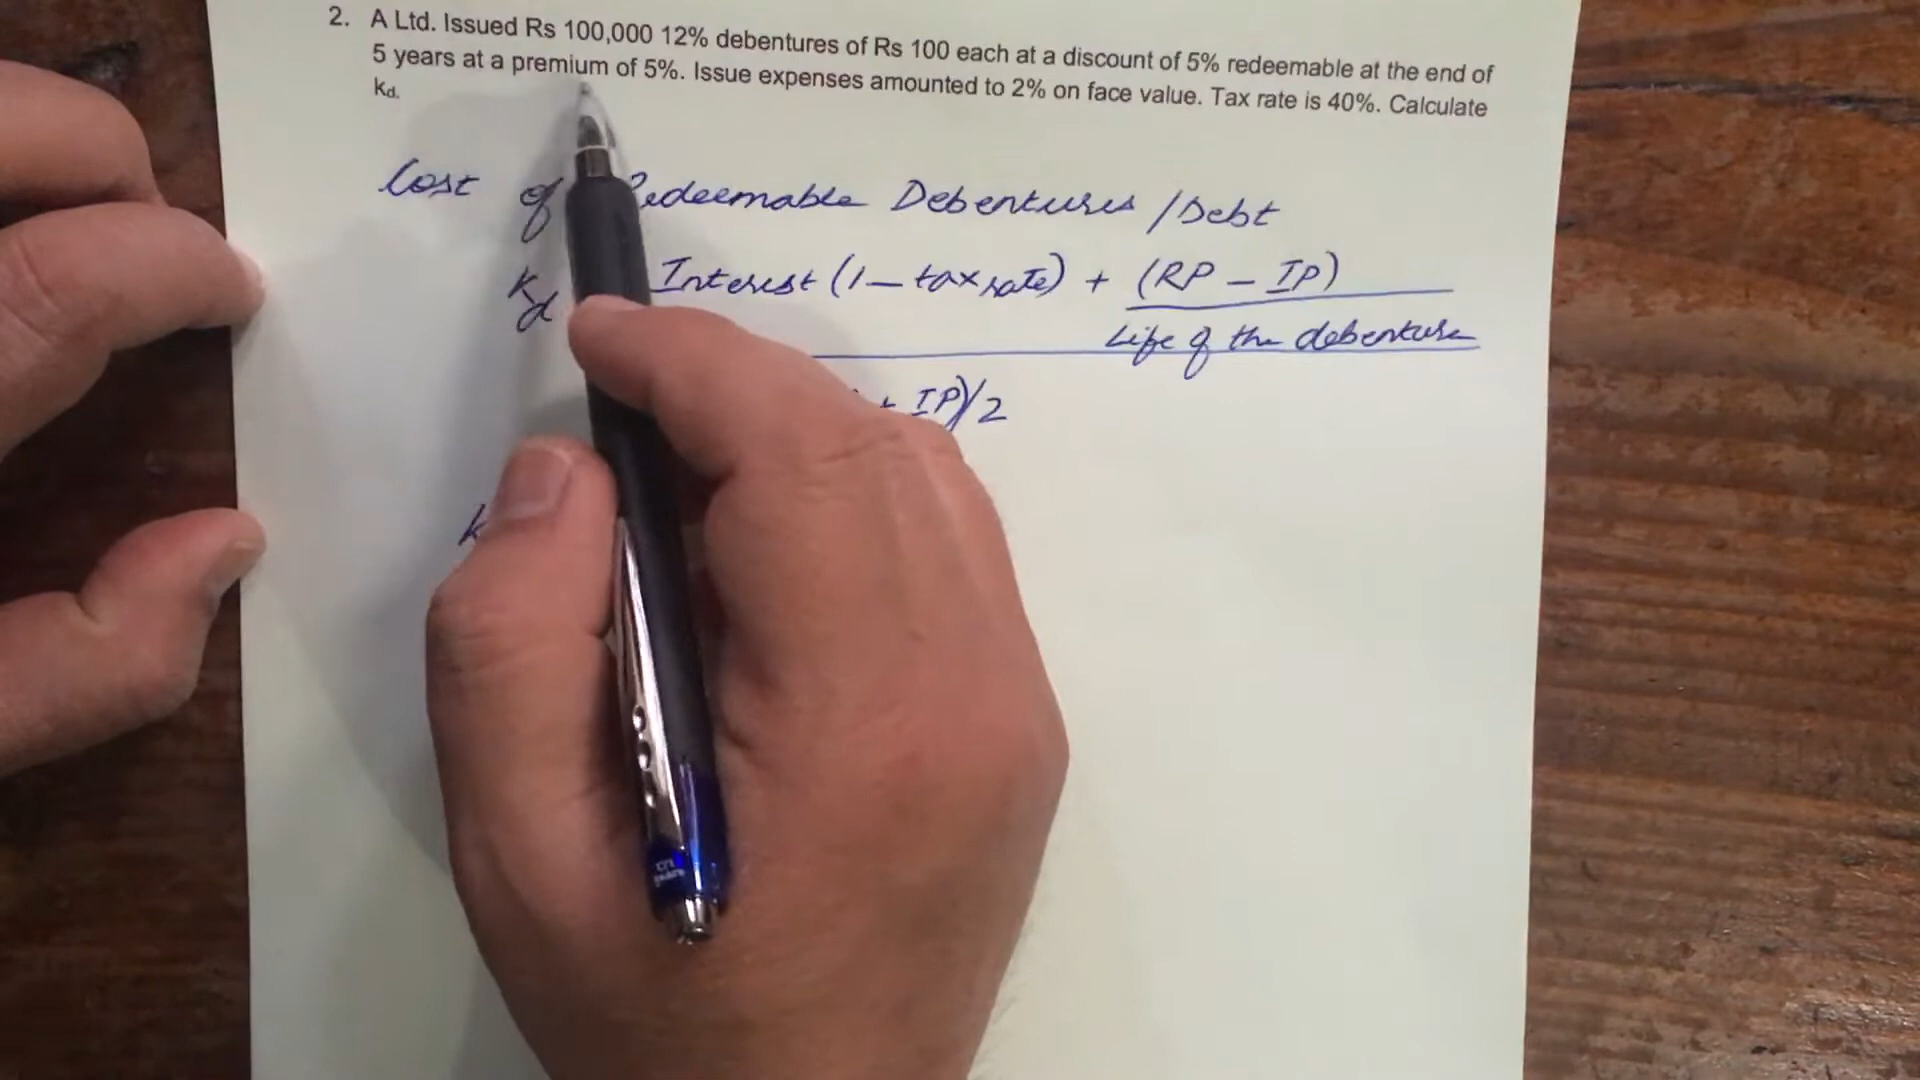 2. A Ltd. Issued Rs 100,000 12% debentures of Rs 100 each at a discount of 5% redeemable at the end of
5 years at a premium of 5%. Issue expenses amounted to 2% on face value. Tax rate is 40%. Calculate
kd.
Cost of Redeemable Debentures / Debt
kd Interest (1 - tax rate) + (RP - IP)
Life of the debenture
+ IP)/2
k